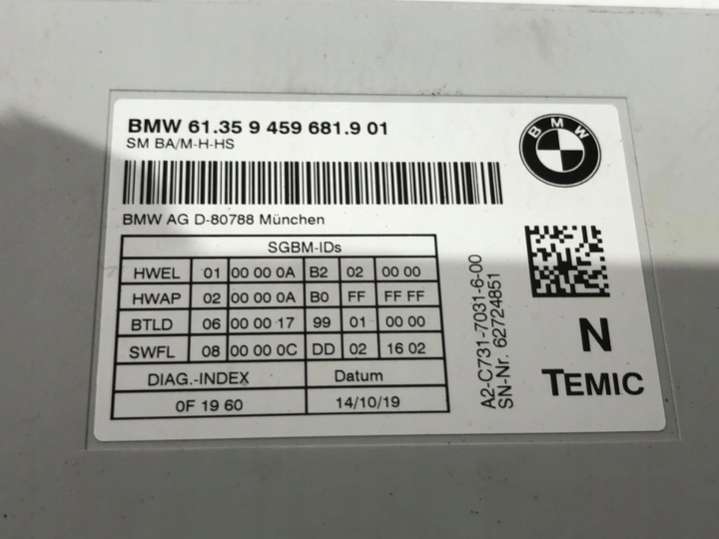 BMW 61.35 9 459 681.9 01
SM BA/M-H-HS
BMW
BMW AG D-80788 München
SGBM-IDs
HWEL 01 00 00 0A B2 02 00 00
HWAP 02 00 00 0A B0 FF FF FF
BTLD 06 00 00 17 99 01 00 00
SWFL 08 00 00 0C DD 02 16 02
DIAG.-INDEX Datum
0F 19 60 14/10/19
A2-C731-7031-6-00
SN-Nr. 62724851
N
TEMIC